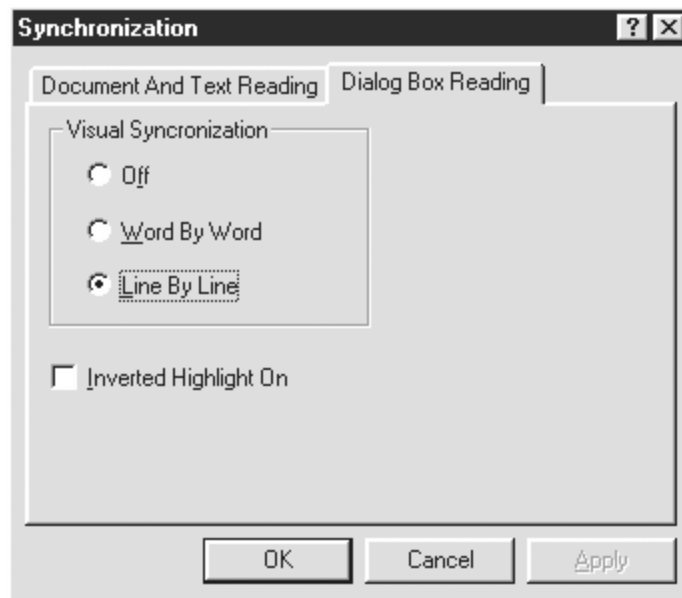 Synchronization
Document And Text Reading Dialog Box Reading
Visual Syncronization
Off
Word By Word
Line By Line
Inverted Highlight On
OK Cancel Apply